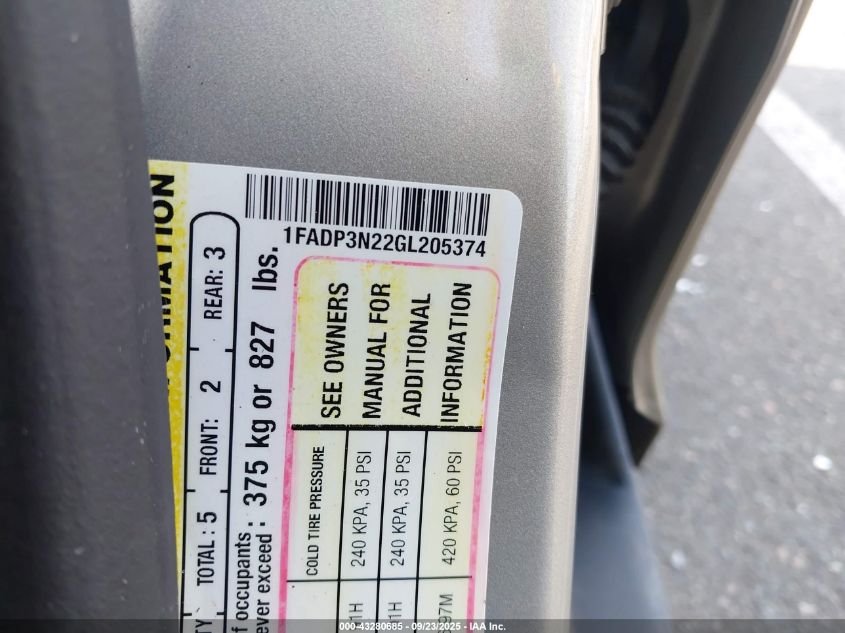 1FADP3N22GL205374
TOTAL : 5 FRONT: 2 REAR: 3
occupants
ever exceed : 375 kg or 827 lbs.
COLD TIRE PRESSURE
240 KPA, 35 PSI
240 KPA, 35 PSI
420 KPA, 60 PSI
SEE OWNERS
MANUAL FOR
ADDITIONAL
INFORMATION
000-43280685 - 09/23/2025 - IAA Inc.